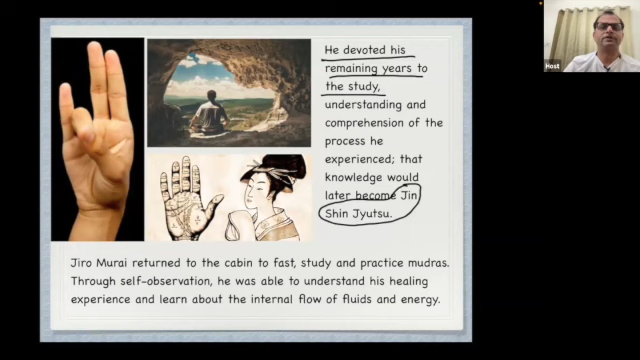 He devoted his
remaining years to
the study,
understanding and
comprehension of the
process he
experienced; that
knowledge would
later become Jin
Shin Jyutsu.
Jiro Murai returned to the cabin to fast, study and practice mudras.
Through self-observation, he was able to understand his healing
experience and learn about the internal flow of fluids and energy.
Host